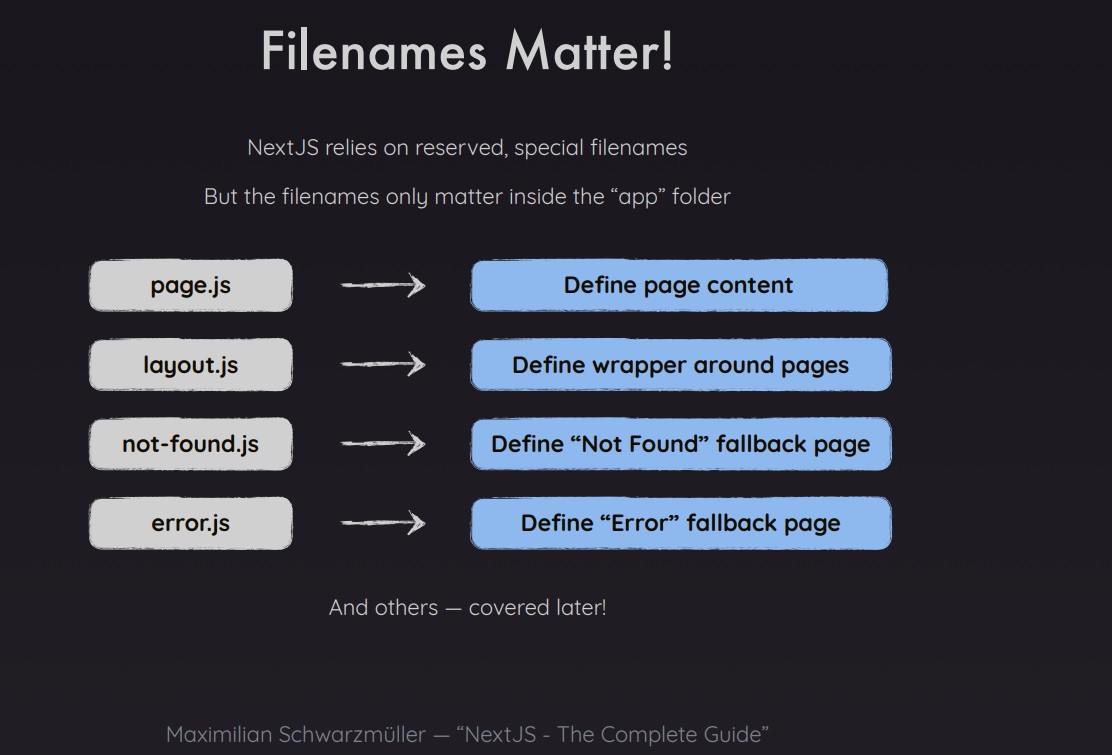 Filenames Matter!
NextJS relies on reserved, special filenames
But the filenames only matter inside the “app” folder
page.js
Define page content
layout.js
Define wrapper around pages
not-found.js
Define “Not Found” fallback page
error.js
Define “Error” fallback page
And others — covered later!
Maximilian Schwarzmüller — “NextJS - The Complete Guide”